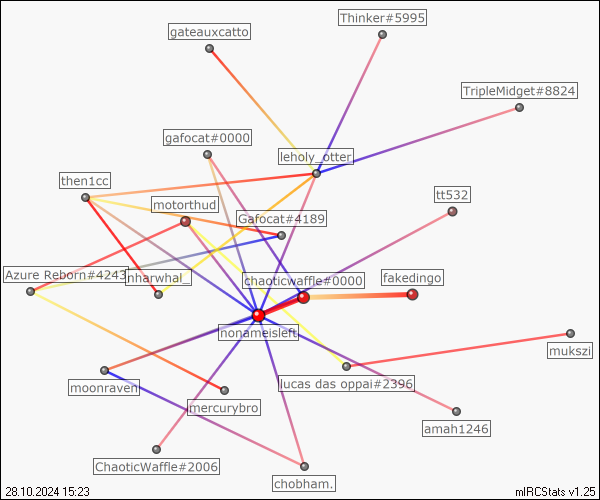 Thinker#5995
gateauxcatto
TripleMidget#8824
gafocat#0000
leholy_otter
then1cc
tt532
motorthud
Gafocat#4189
Azure Reborn#4243
nharwhal_
chaoticwaffle#0000
fakedingo
nonameisleft
mukszi
moonraven
lucas das oppai#2396
mercurybro
amah1246
ChaoticWaffle#2006
chobham.
28.10.2024 15:23
mIRCStats v1.25